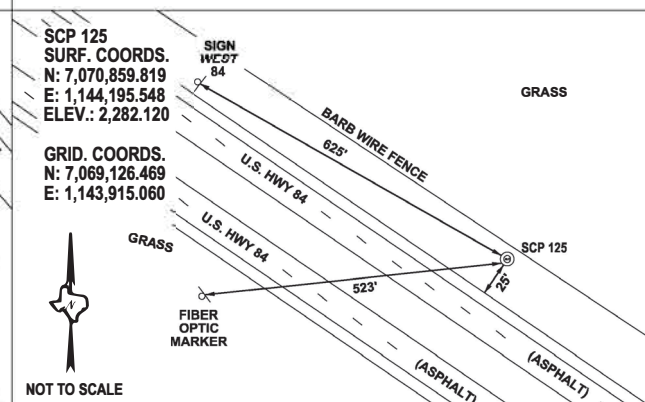 SCP 125
SURF. COORDS.
N: 7,070,859.819
E: 1,144,195.548
ELEV.: 2,282.120
GRID. COORDS.
N: 7,069,126.469
E: 1,143,915.060
SIGN
WEST
84
GRASS
BARB WIRE FENCE
625'
U.S. HWY 84
U.S. HWY 84
GRASS
SCP 125
25'
523'
FIBER
OPTIC
MARKER
(ASPHALT)
(ASPHALT)
N
NOT TO SCALE